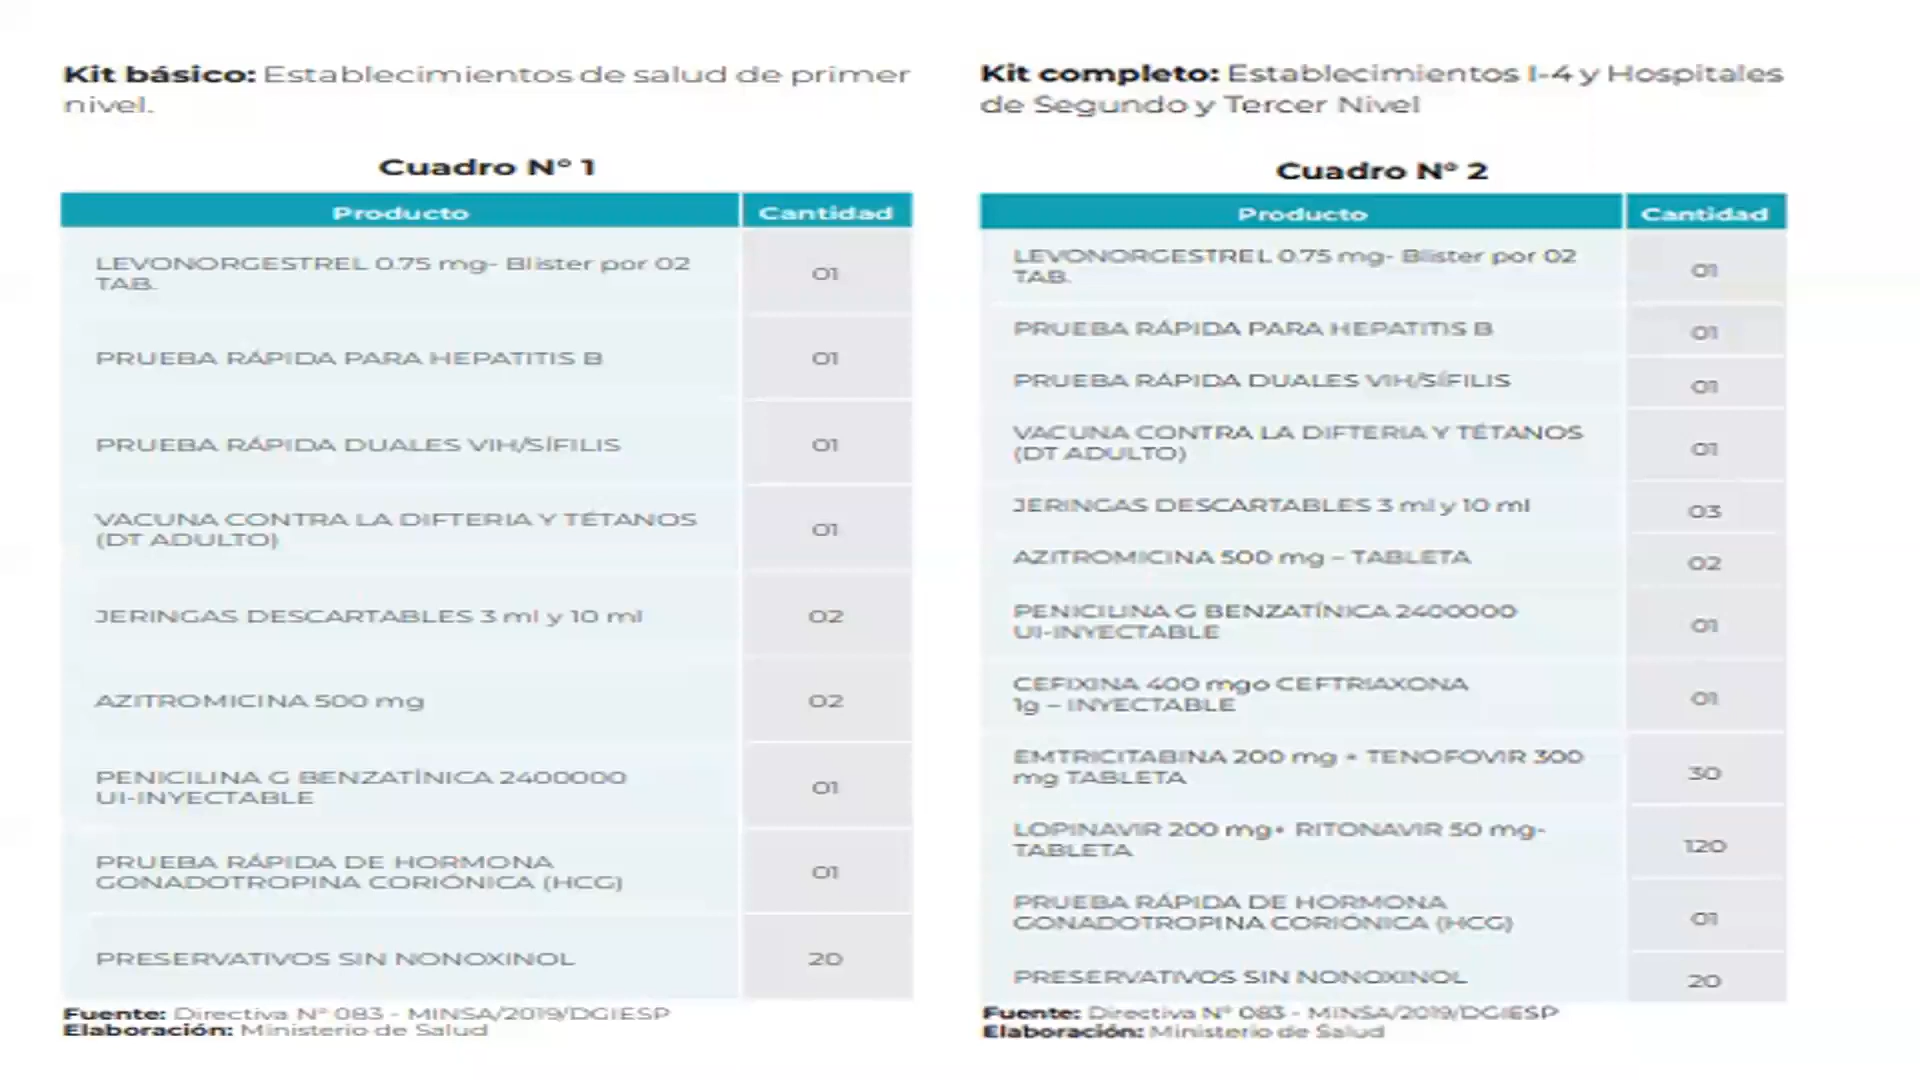 Kit básico: Establecimientos de salud de primer
nivel.
Cuadro N° 1
Producto Cantidad
LEVONORGESTREL 0.75 mg- Blister por 02
TAB. 01
PRUEBA RÁPIDA PARA HEPATITIS B 01
PRUEBA RÁPIDA DUALES VIH/SÍFILIS 01
VACUNA CONTRA LA DIFTERIA Y TÉTANOS
(DT ADULTO) 01
JERINGAS DESCARTABLES 3 ml y 10 ml 02
AZITROMICINA 500 mg 02
PENICILINA G BENZATÍNICA 2400000
UI-INYECTABLE 01
PRUEBA RÁPIDA DE HORMONA
GONADOTROPINA CORIÓNICA (HCG) 01
PRESERVATIVOS SIN NONOXINOL 20
Fuente: Directiva N° 083 - MINSA/2019/DGIESP
Elaboración: Ministerio de Salud
Kit completo: Establecimientos I-4 y Hospitales
de Segundo y Tercer Nivel
Cuadro N° 2
Producto Cantidad
LEVONORGESTREL 0.75 mg- Blister por 02
TAB. 01
PRUEBA RÁPIDA PARA HEPATITIS B 01
PRUEBA RÁPIDA DUALES VIH/SÍFILIS 01
VACUNA CONTRA LA DIFTERIA Y TÉTANOS
(DT ADULTO) 01
JERINGAS DESCARTABLES 3 ml y 10 ml 03
AZITROMICINA 500 mg – TABLETA 02
PENICILINA G BENZATÍNICA 2400000
UI-INYECTABLE 01
CEFIXINA 400 mgo CEFTRIAXONA
1g – INYECTABLE 01
EMTRICITABINA 200 mg + TENOFOVIR 300
mg TABLETA 30
LOPINAVIR 200 mg+ RITONAVIR 50 mg-
TABLETA 120
PRUEBA RÁPIDA DE HORMONA
GONADOTROPINA CORIÓNICA (HCG) 01
PRESERVATIVOS SIN NONOXINOL 20
Fuente: Directiva N° 083 - MINSA/2019/DGIESP
Elaboración: Ministerio de Salud